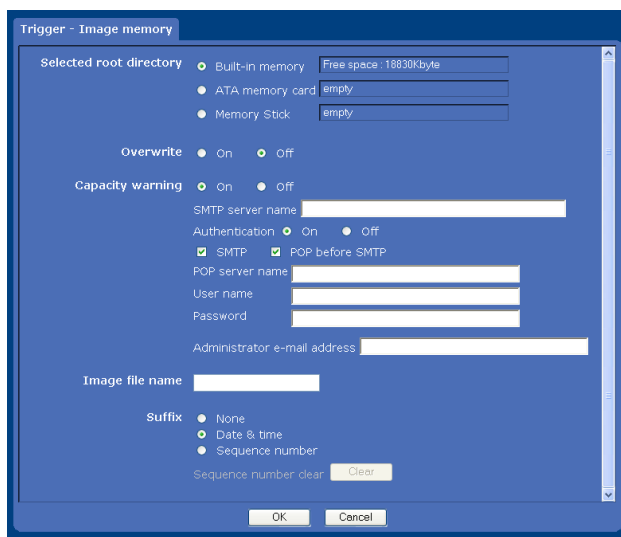 Trigger - Image memory
Selected root directory Built-in memory Free space : 18830Kbyte
ATA memory card empty
Memory Stick empty
Overwrite On Off
Capacity warning On Off
SMTP server name
Authentication On Off
SMTP POP before SMTP
POP server name
User name
Password
Administrator e-mail address
Image file name
Suffix None
Date & time
Sequence number
Sequence number clear Clear
OK Cancel